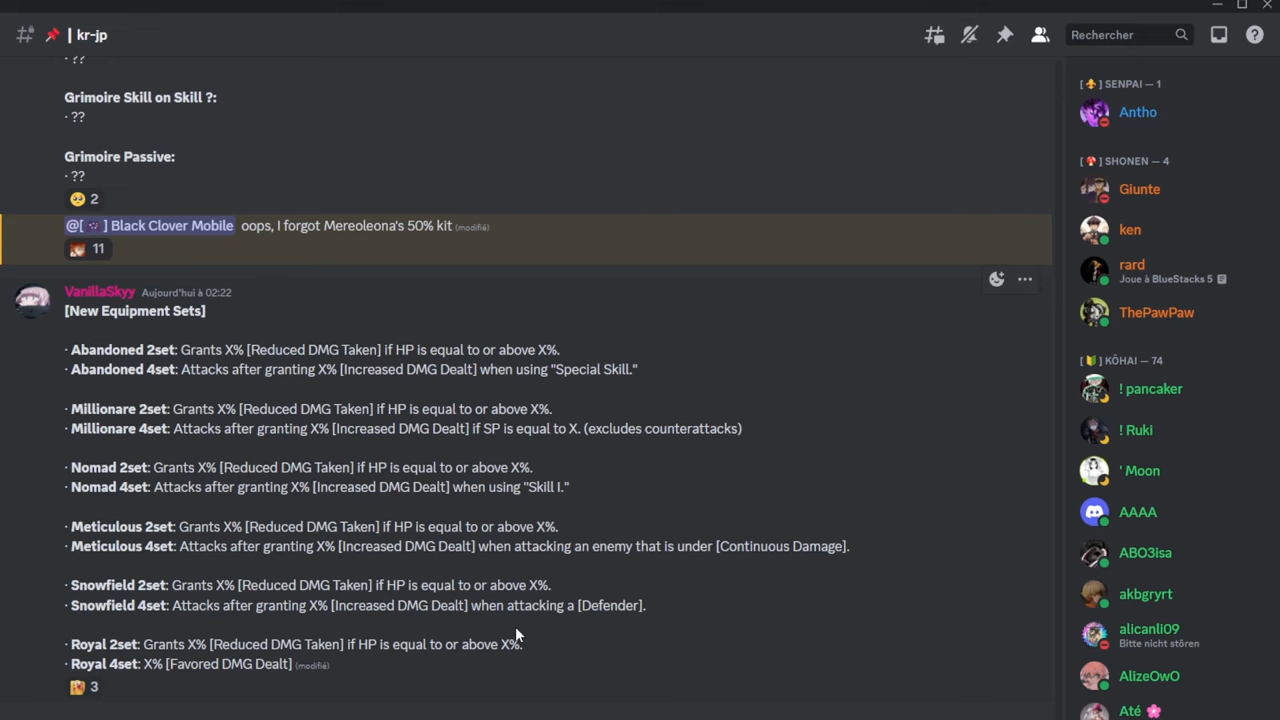 | kr-jp
Rechercher
· ??
Grimoire Skill on Skill ?:
· ??
Grimoire Passive:
· ??
2
@[ ] Black Clover Mobile oops, I forgot Mereoleona's 50% kit (modifié)
11
VanillaSkyy Aujourd'hui à 02:22
[New Equipment Sets]
· Abandoned 2set: Grants X% [Reduced DMG Taken] if HP is equal to or above X%.
· Abandoned 4set: Attacks after granting X% [Increased DMG Dealt] when using "Special Skill."
· Millionare 2set: Grants X% [Reduced DMG Taken] if HP is equal to or above X%.
· Millionare 4set: Attacks after granting X% [Increased DMG Dealt] if SP is equal to X. (excludes counterattacks)
· Nomad 2set: Grants X% [Reduced DMG Taken] if HP is equal to or above X%.
· Nomad 4set: Attacks after granting X% [Increased DMG Dealt] when using "Skill I."
· Meticulous 2set: Grants X% [Reduced DMG Taken] if HP is equal to or above X%.
· Meticulous 4set: Attacks after granting X% [Increased DMG Dealt] when attacking an enemy that is under [Continuous Damage].
· Snowfield 2set: Grants X% [Reduced DMG Taken] if HP is equal to or above X%.
· Snowfield 4set: Attacks after granting X% [Increased DMG Dealt] when attacking a [Defender].
· Royal 2set: Grants X% [Reduced DMG Taken] if HP is equal to or above X%.
· Royal 4set: X% [Favored DMG Dealt] (modifié)
3
[ ] SENPAI — 1
Antho
[ ] SHONEN — 4
Giunte
ken
rard
Joue à BlueStacks 5
ThePawPaw
[ ] KŌHAI — 74
! pancaker
! Ruki
' Moon
AAAA
ABO3isa
akbgryrt
alicanli09
Bitte nicht stören
AlizeOwO
Até